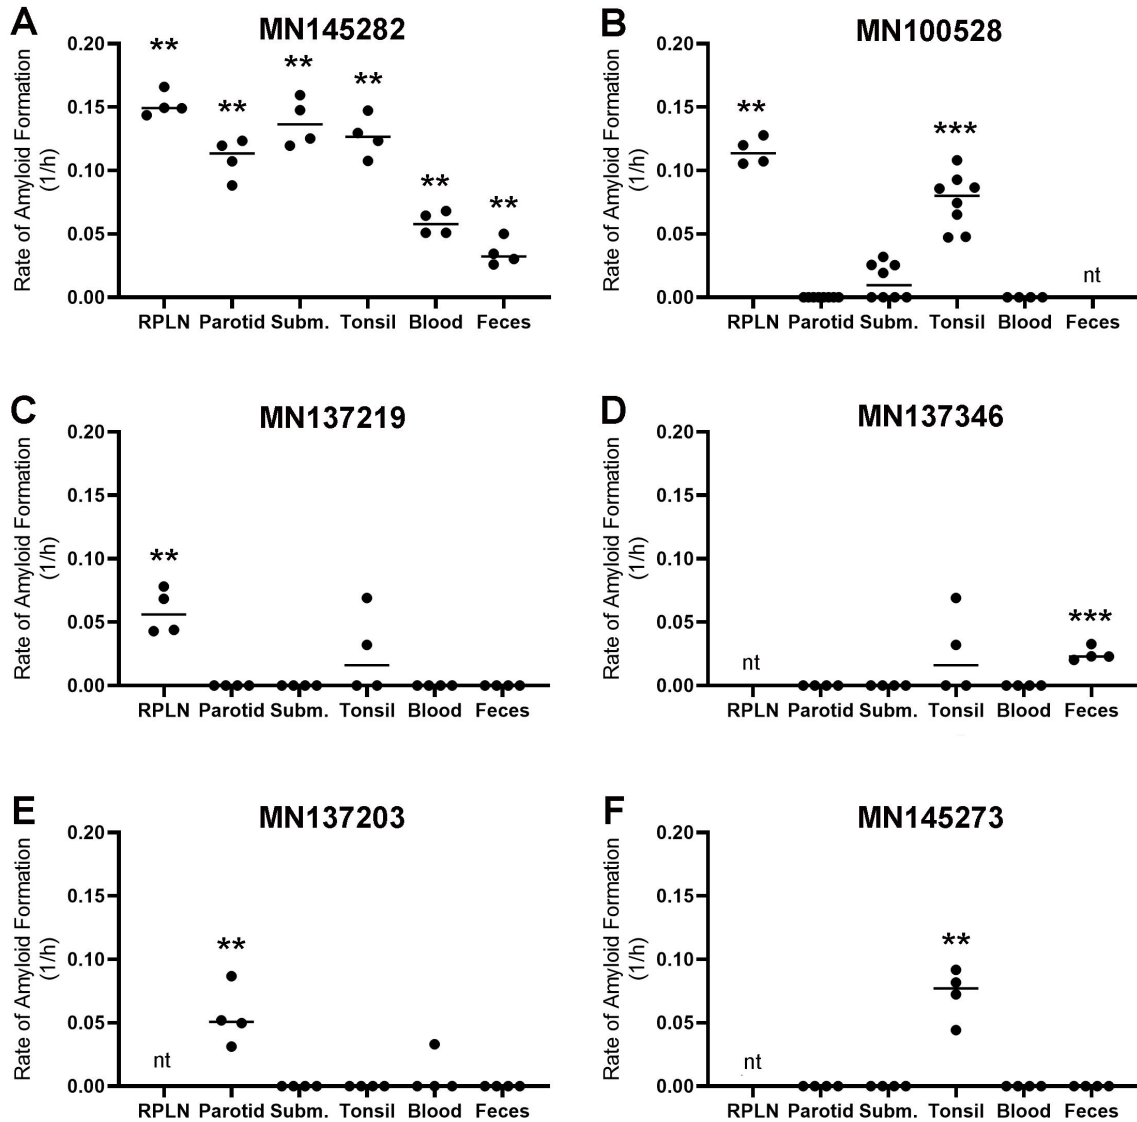 A
MN145282
Rate of Amyloid Formation
(1/h)
0.20
0.15
0.10
0.05
0.00
**
**
**
**
**
**
RPLN Parotid Subm. Tonsil Blood Feces
B
MN100528
Rate of Amyloid Formation
(1/h)
0.20
0.15
0.10
0.05
0.00
**
***
nt
RPLN Parotid Subm. Tonsil Blood Feces
C
MN137219
Rate of Amyloid Formation
(1/h)
0.20
0.15
0.10
0.05
0.00
**
RPLN Parotid Subm. Tonsil Blood Feces
D
MN137346
Rate of Amyloid Formation
(1/h)
0.20
0.15
0.10
0.05
0.00
nt
***
RPLN Parotid Subm. Tonsil Blood Feces
E
MN137203
Rate of Amyloid Formation
(1/h)
0.20
0.15
0.10
0.05
0.00
nt
**
RPLN Parotid Subm. Tonsil Blood Feces
F
MN145273
Rate of Amyloid Formation
(1/h)
0.20
0.15
0.10
0.05
0.00
nt
**
RPLN Parotid Subm. Tonsil Blood Feces